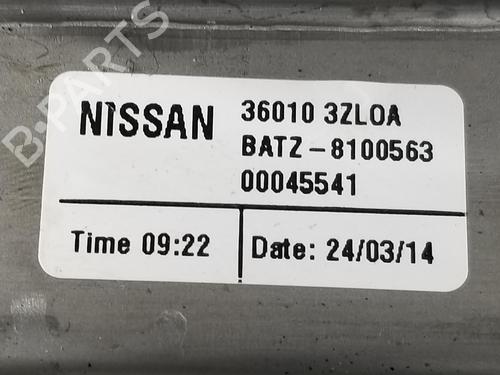 B-PARTS
NISSAN
36010 3ZL0A
BATZ-8100563
00045541
Time 09:22
Date: 24/03/14